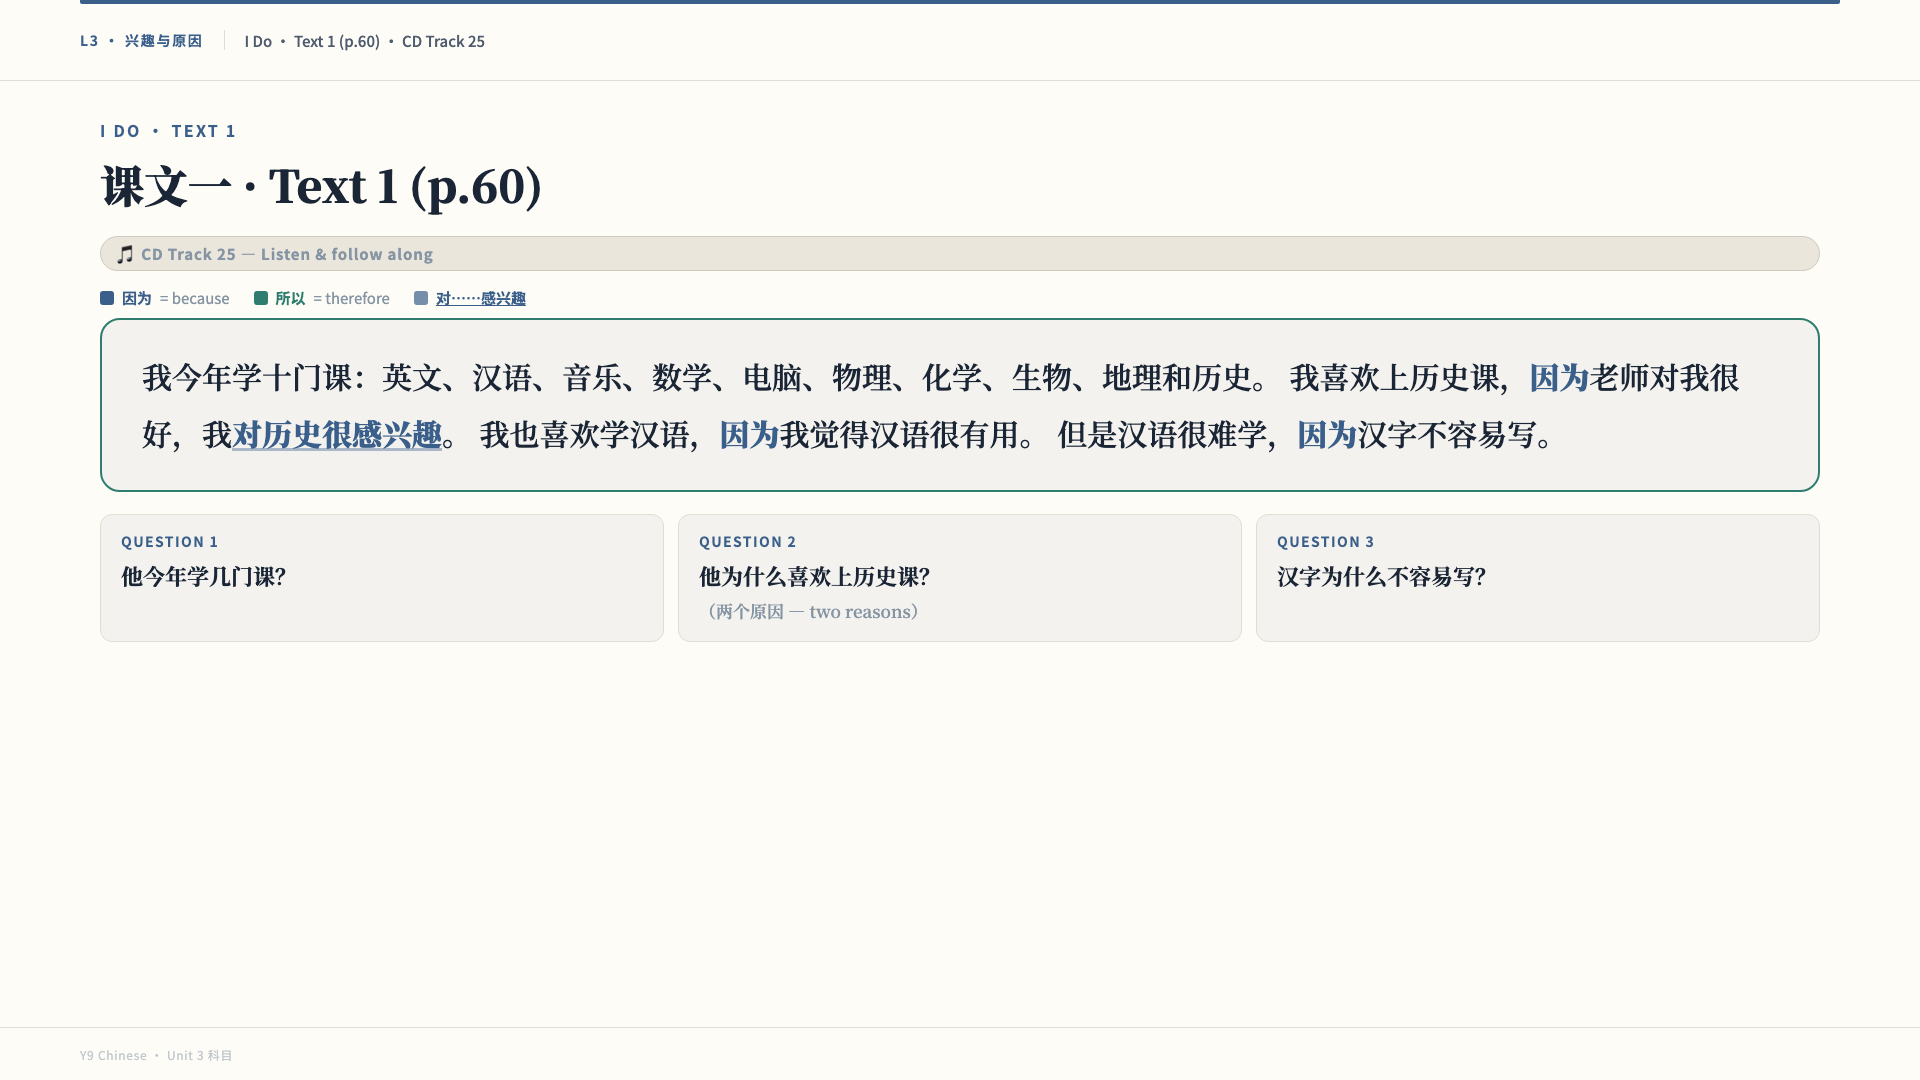 L3 • 兴趣与原因 I Do • Text 1 (p.60) • CD Track 25
I DO • TEXT 1
课文一 · Text 1 (p.60)
🎵 CD Track 25 — Listen & follow along
因为 = because 所以 = therefore 对……感兴趣
我今年学十门课：英文、汉语、音乐、数学、电脑、物理、化学、生物、地理和历史。 我喜欢上历史课，因为老师对我很
好，我对历史很感兴趣。 我也喜欢学汉语，因为我觉得汉语很有用。 但是汉语很难学，因为汉字不容易写。
QUESTION 1
他今年学几门课？
QUESTION 2
他为什么喜欢上历史课？
（两个原因 — two reasons）
QUESTION 3
汉字为什么不容易写？
Y9 Chinese • Unit 3 科目